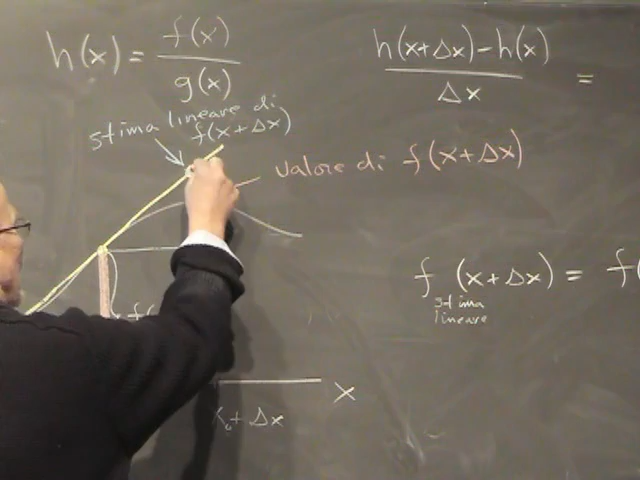 h(x) = f(x) / g(x)
h(x+Δx) - h(x) / Δx =
stima lineare di
f(x+Δx)
valore di f(x+Δx)
f (x+Δx) = f(
stima
lineare
f(
x₀+Δx
x